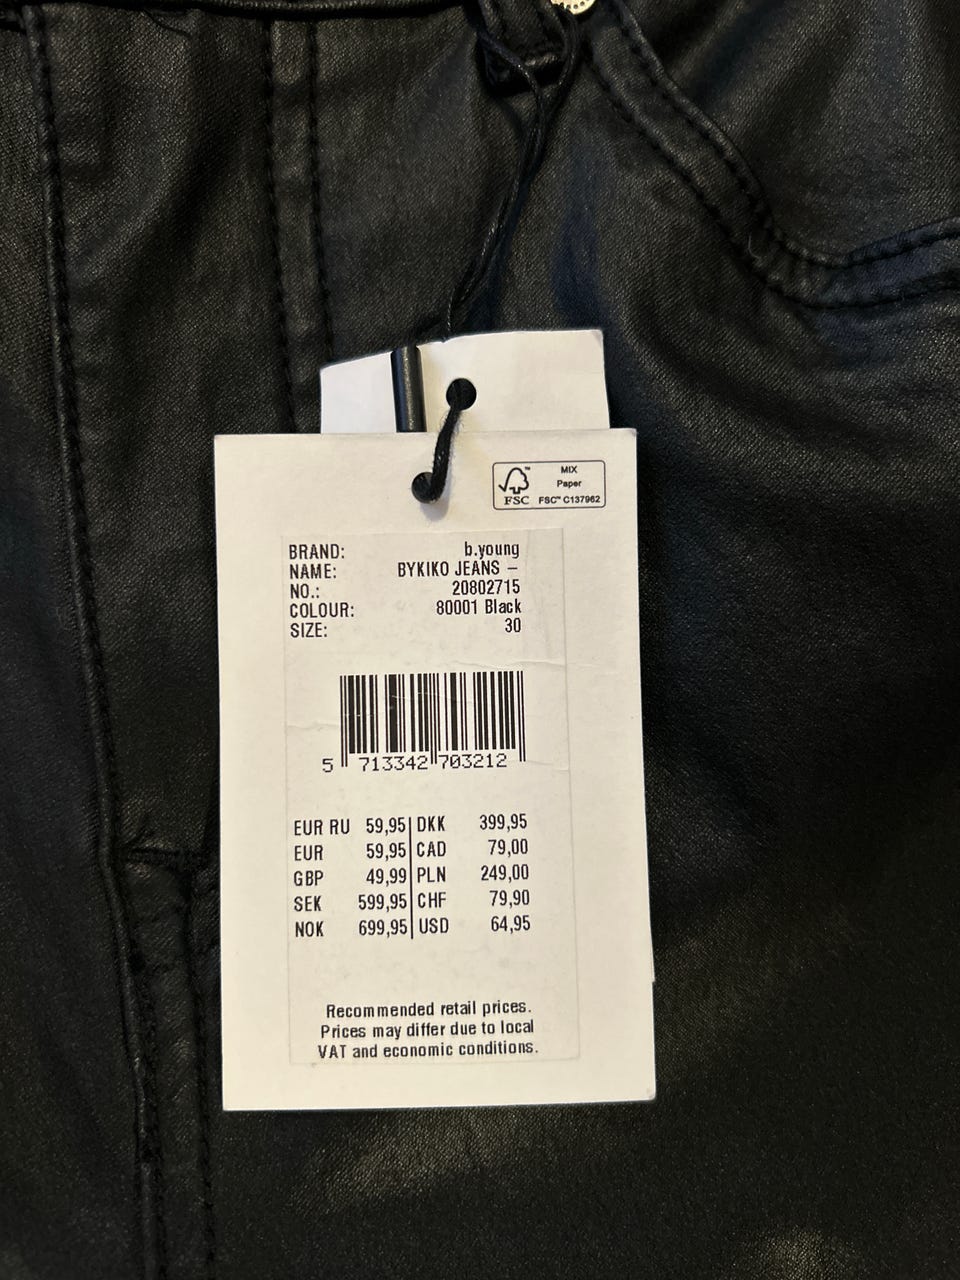 FSC™ MIX
Paper
FSC™ C137962
BRAND: b.young
NAME: BYKIKO JEANS –
NO.: 20802715
COLOUR: 80001 Black
SIZE: 30
5 713342 703212
EUR RU 59,95 DKK 399,95
EUR 59,95 CAD 79,00
GBP 49,99 PLN 249,00
SEK 599,95 CHF 79,90
NOK 699,95 USD 64,95
Recommended retail prices.
Prices may differ due to local
VAT and economic conditions.